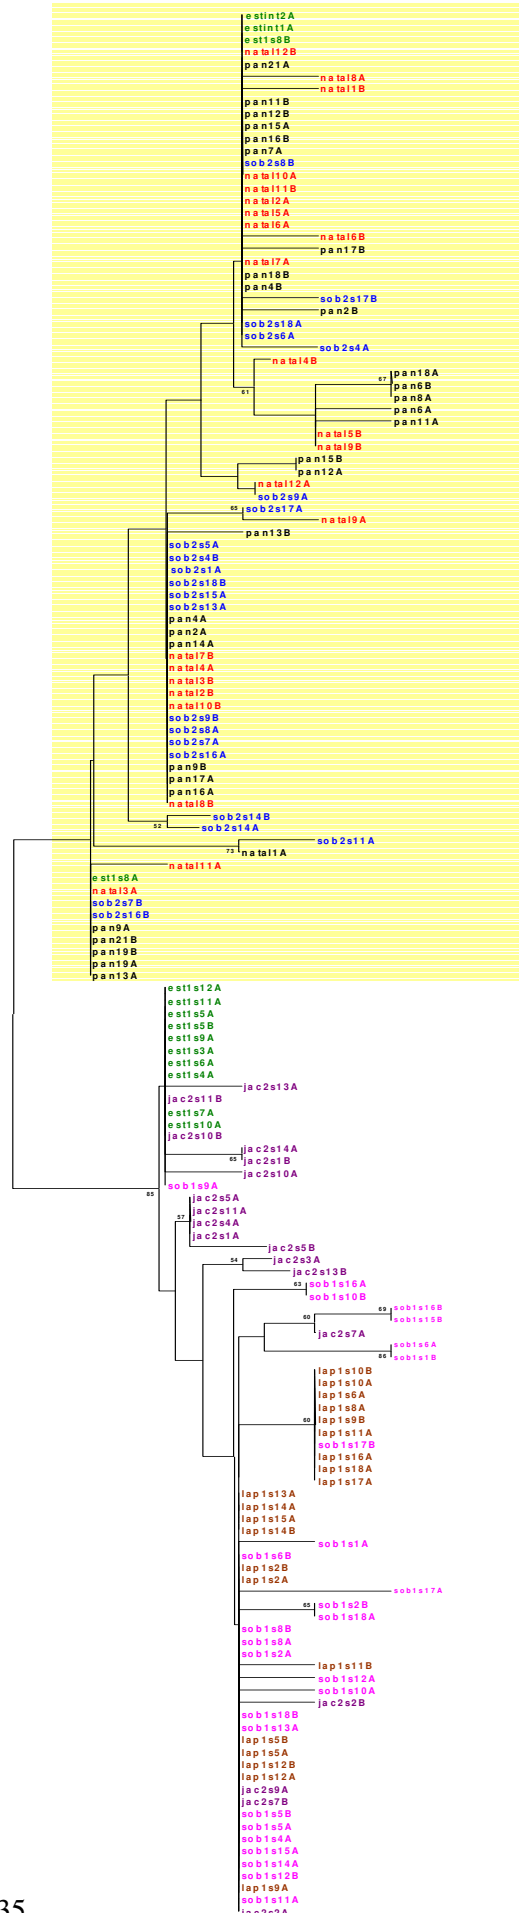 estint2A
estint1A
est1s8B
natal12B
pan21A
natal8A
natal1B
pan11B
pan12B
pan15A
pan16B
pan7A
sob2s8B
natal10A
natal11B
natal2A
natal5A
natal6A
natal6B
pan17B
natal7A
pan18B
pan4B
sob2s17B
pan2B
sob2s18A
sob2s6A
sob2s4A
natal4B
pan18A
67
pan6B
61
pan8A
pan6A
pan11A
natal5B
natal9B
pan15B
pan12A
natal12A
sob2s9A
65
sob2s17A
natal9A
pan13B
sob2s5A
sob2s4B
sob2s1A
sob2s18B
sob2s15A
sob2s13A
pan4A
pan2A
pan14A
natal7B
natal4A
natal3B
natal2B
natal10B
sob2s9B
sob2s8A
sob2s7A
sob2s16A
pan9B
pan17A
pan16A
natal8B
sob2s14B
52
sob2s14A
sob2s11A
73
natal1A
natal11A
est1s8A
natal3A
sob2s7B
sob2s16B
pan9A
pan21B
pan19B
pan19A
pan13A
est1s12A
est1s11A
est1s5A
est1s5B
est1s9A
est1s3A
est1s6A
est1s4A
jac2s13A
jac2s11B
est1s7A
est1s10A
jac2s10B
jac2s14A
65
jac2s1B
jac2s10A
sob1s9A
85
jac2s5A
jac2s11A
57
jac2s4A
jac2s1A
jac2s5B
54
jac2s3A
jac2s13B
63
sob1s16A
sob1s10B
69
sob1s16B
60
sob1s15B
jac2s7A
sob1s6A
86
sob1s1B
lap1s10B
lap1s10A
lap1s6A
lap1s8A
60
lap1s9B
lap1s11A
sob1s17B
lap1s16A
lap1s18A
lap1s17A
lap1s13A
lap1s14A
lap1s15A
lap1s14B
sob1s1A
sob1s6B
lap1s2B
lap1s2A
sob1s17A
65
sob1s2B
sob1s18A
sob1s8B
sob1s8A
sob1s2A
lap1s11B
sob1s12A
sob1s10A
jac2s2B
sob1s18B
sob1s13A
lap1s5B
lap1s5A
lap1s12B
lap1s12A
jac2s9A
jac2s7B
sob1s5B
sob1s5A
sob1s4A
sob1s15A
sob1s14A
sob1s12B
lap1s9A
sob1s11A
35